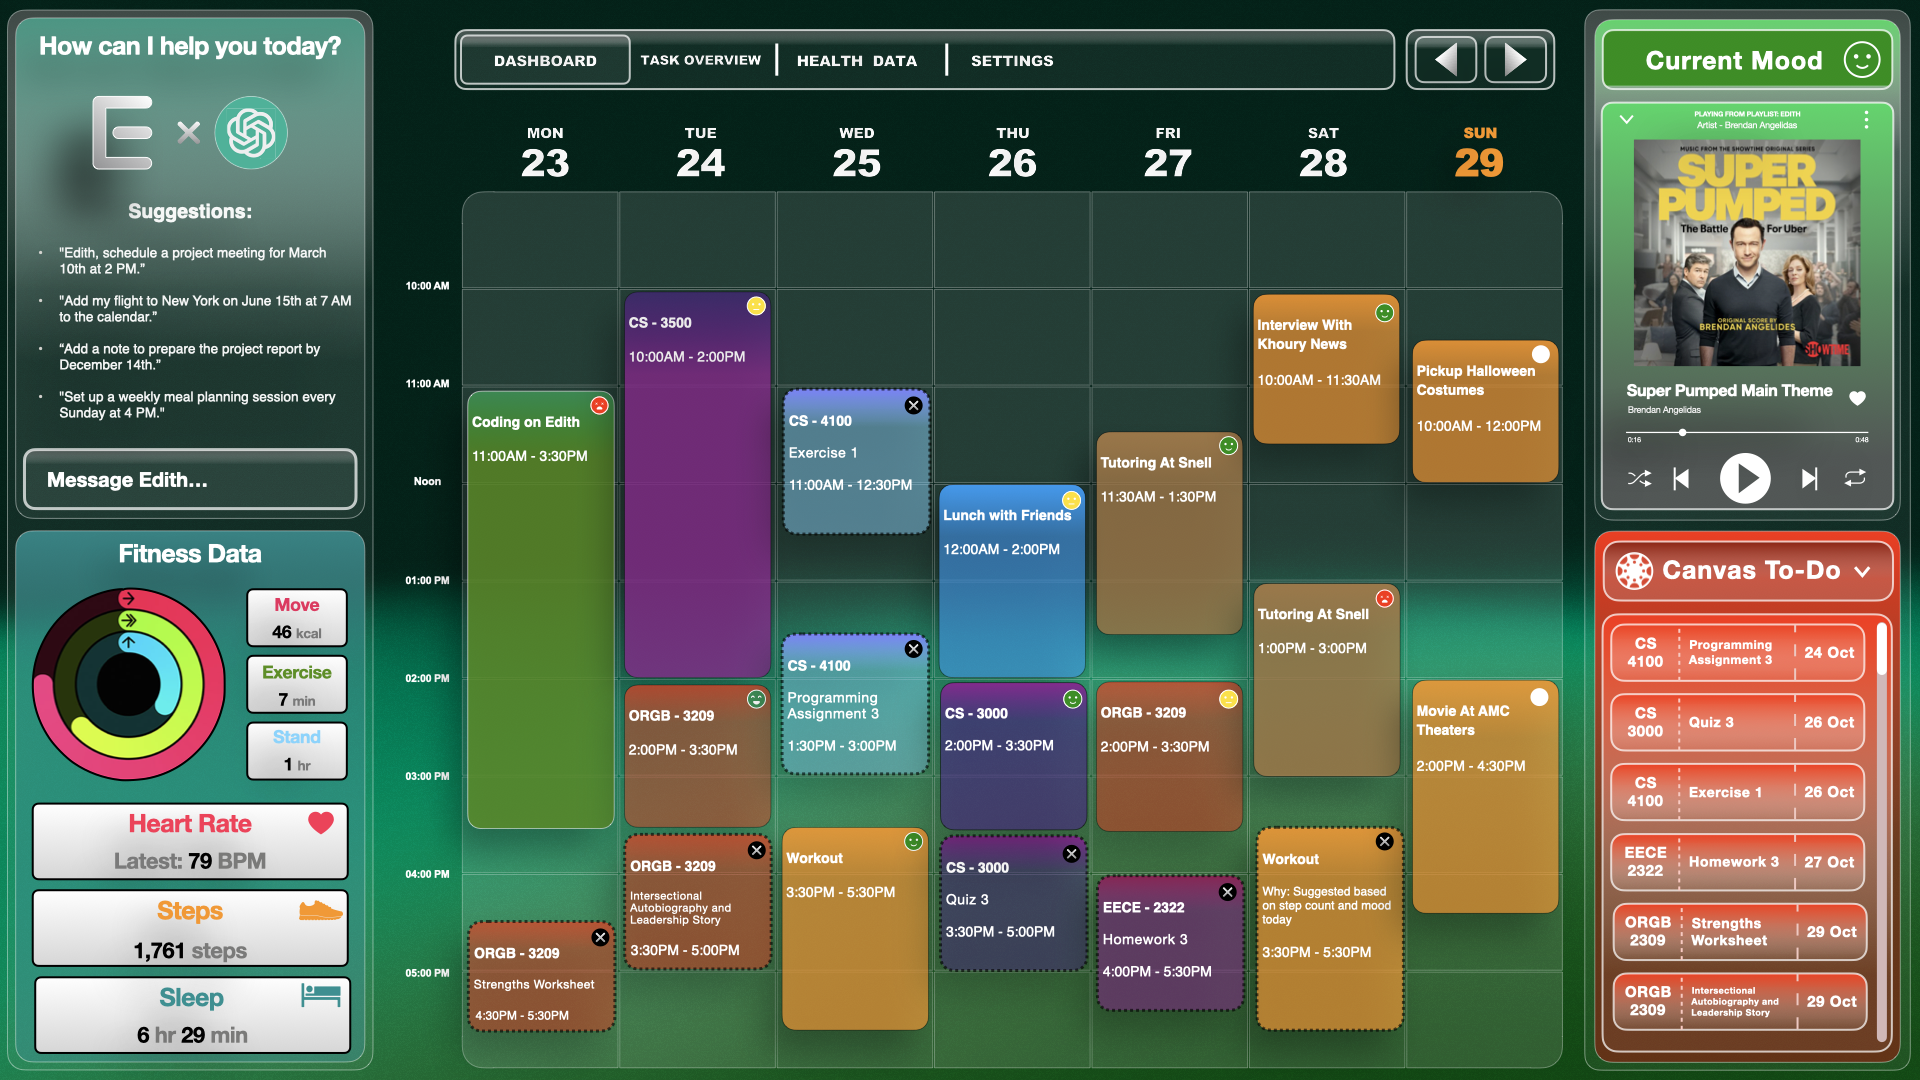 How can I help you today?
E ×
Suggestions:
• "Edith, schedule a project meeting for March
10th at 2 PM.”
• "Add my flight to New York on June 15th at 7 AM
to the calendar.”
• “Add a note to prepare the project report by
December 14th.”
• "Set up a weekly meal planning session every
Sunday at 4 PM."
Message Edith...
Fitness Data
Move
46 kcal
Exercise
7 min
Stand
1 hr
Heart Rate
Latest: 79 BPM
Steps
1,761 steps
Sleep
6 hr 29 min
DASHBOARD
TASK OVERVIEW
HEALTH DATA
SETTINGS
MON
23
TUE
24
WED
25
THU
26
FRI
27
SAT
28
SUN
29
10:00 AM
11:00 AM
Noon
01:00 PM
02:00 PM
03:00 PM
04:00 PM
05:00 PM
Coding on Edith
11:00AM - 3:30PM
ORGB - 3209
Strengths Worksheet
4:30PM - 5:30PM
CS - 3500
10:00AM - 2:00PM
ORGB - 3209
2:00PM - 3:30PM
ORGB - 3209
Intersectional
Autobiography and
Leadership Story
3:30PM - 5:00PM
CS - 4100
Exercise 1
11:00AM - 12:30PM
CS - 4100
Programming
Assignment 3
1:30PM - 3:00PM
Workout
3:30PM - 5:30PM
Lunch with Friends
12:00AM - 2:00PM
CS - 3000
2:00PM - 3:30PM
CS - 3000
Quiz 3
3:30PM - 5:00PM
Tutoring At Snell
11:30AM - 1:30PM
ORGB - 3209
2:00PM - 3:30PM
EECE - 2322
Homework 3
4:00PM - 5:30PM
Interview With
Khoury News
10:00AM - 11:30AM
Tutoring At Snell
1:00PM - 3:00PM
Workout
Why: Suggested based
on step count and mood
today
3:30PM - 5:30PM
Pickup Halloween
Costumes
10:00AM - 12:00PM
Movie At AMC
Theaters
2:00PM - 4:30PM
Current Mood
PLAYING FROM PLAYLIST: EDITH
Artist - Brendan Angelidas
MUSIC FROM THE SHOWTIME ORIGINAL SERIES
SUPER
PUMPED
The Battle For Uber
ORIGINAL SCORE BY
BRENDAN ANGELIDES
SHOWTIME
Super Pumped Main Theme
Brendan Angelidas
0:16
0:48
Canvas To-Do
CS
4100
Programming
Assignment 3
24 Oct
CS
3000
Quiz 3
26 Oct
CS
4100
Exercise 1
26 Oct
EECE
2322
Homework 3
27 Oct
ORGB
2309
Strengths
Worksheet
29 Oct
ORGB
2309
Intersectional
Autobiography and
Leadership Story
29 Oct